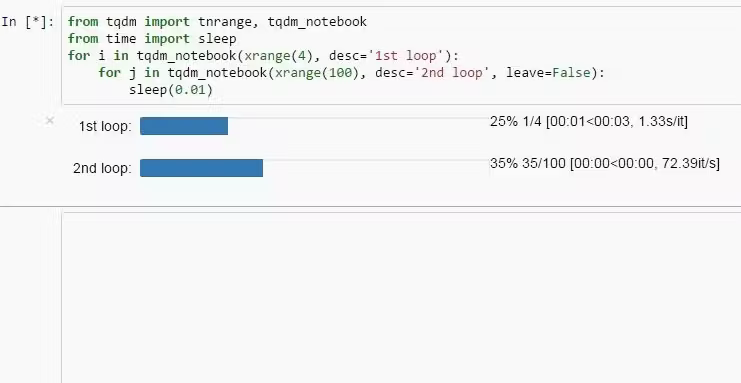 In [*]: from tqdm import tnrange, tqdm_notebook
from time import sleep
for i in tqdm_notebook(xrange(4), desc='1st loop'):
    for j in tqdm_notebook(xrange(100), desc='2nd loop', leave=False):
        sleep(0.01)
× 1st loop: 25% 1/4 [00:01<00:03, 1.33s/it]
2nd loop: 35% 35/100 [00:00<00:00, 72.39it/s]